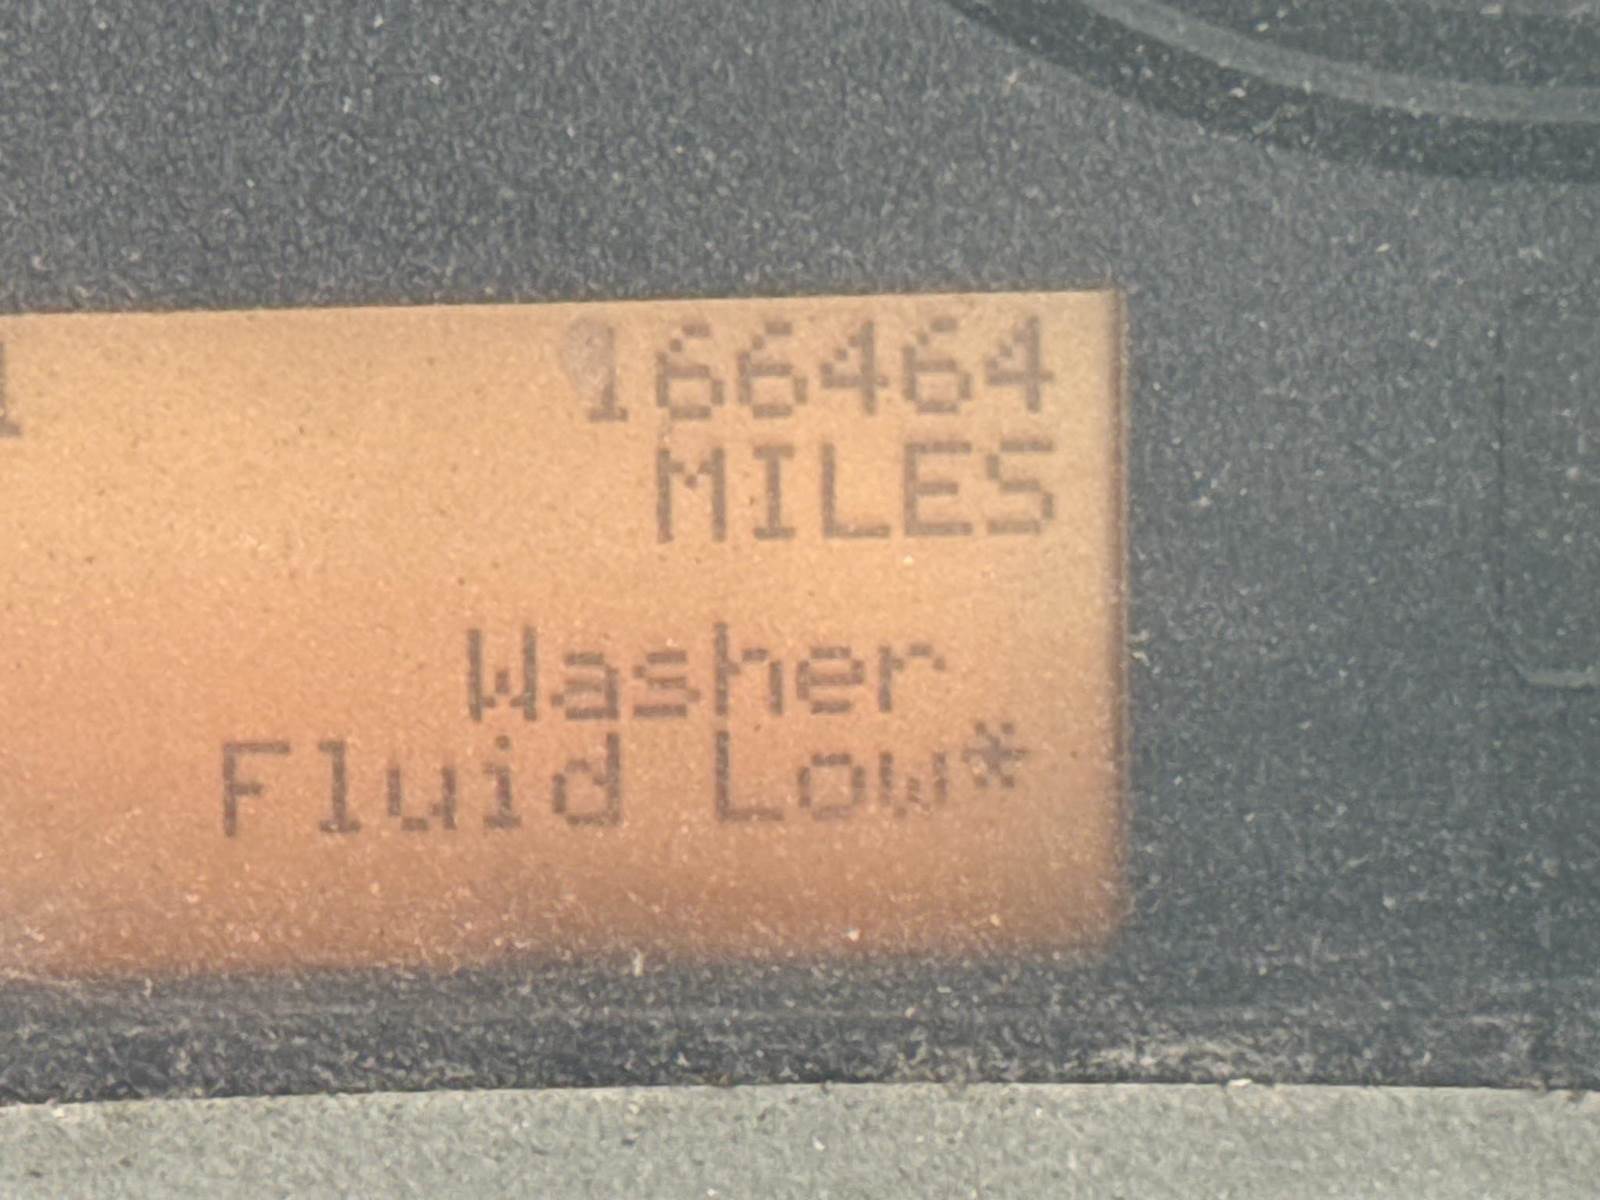 166464
MILES
Washer
Fluid Low*